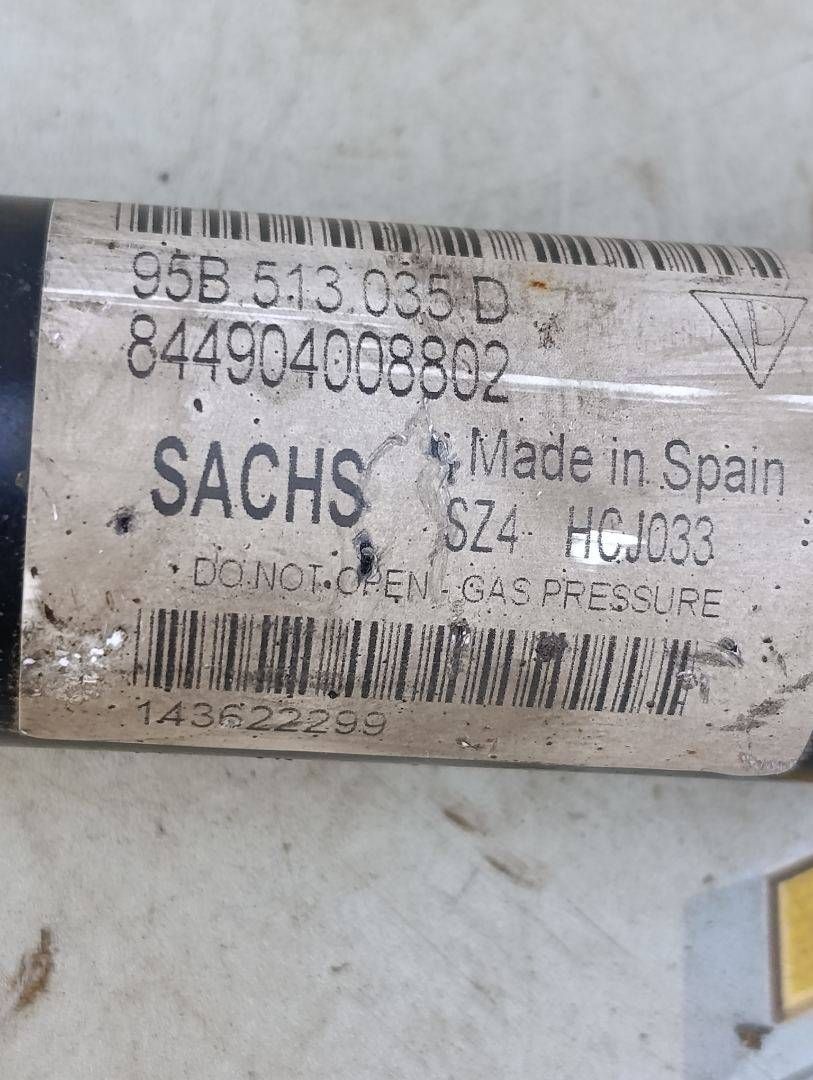 95B.513.035.D
844904008802
SACHS
Made in Spain
SZ4 HCJ033
DO NOT OPEN - GAS PRESSURE
143622299